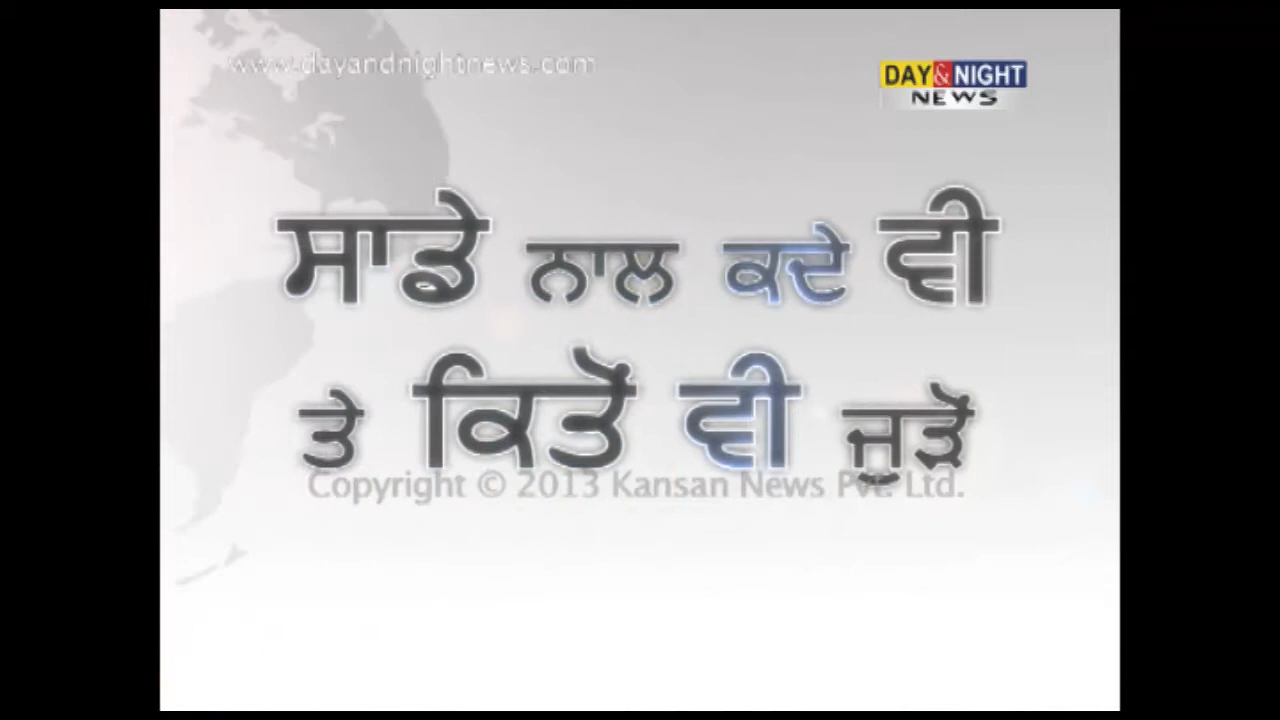 www.dayandnightnews.com
DAY & NIGHT
NEWS
ਸਾਡੇ ਨਾਲ ਕਦੇ ਵੀ
ਤੇ ਕਿਤੋਂ ਵੀ ਜੁੜੋਂ
Copyright © 2013 Kansan News Pvt. Ltd.